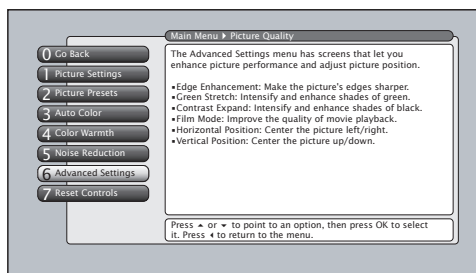 Main Menu ▸ Picture Quality
0 Go Back
1 Picture Settings
2 Picture Presets
3 Auto Color
4 Color Warmth
5 Noise Reduction
6 Advanced Settings
7 Reset Controls
The Advanced Settings menu has screens that let you
enhance picture performance and adjust picture position.
▪Edge Enhancement: Make the picture's edges sharper.
▪Green Stretch: Intensify and enhance shades of green.
▪Contrast Expand: Intensify and enhance shades of black.
▪Film Mode: Improve the quality of movie playback.
▪Horizontal Position: Center the picture left/right.
▪Vertical Position: Center the picture up/down.
Press ▴ or ▾ to point to an option, then press OK to select
it. Press ◂ to return to the menu.